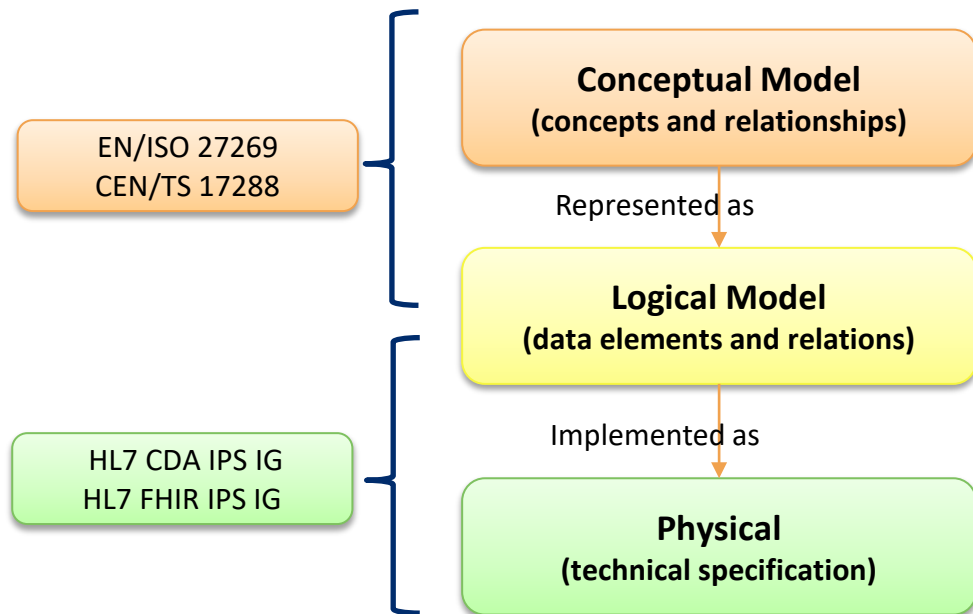 Conceptual Model
(concepts and relationships)
EN/ISO 27269
CEN/TS 17288
Represented as
Logical Model
(data elements and relations)
Implemented as
HL7 CDA IPS IG
HL7 FHIR IPS IG
Physical
(technical specification)